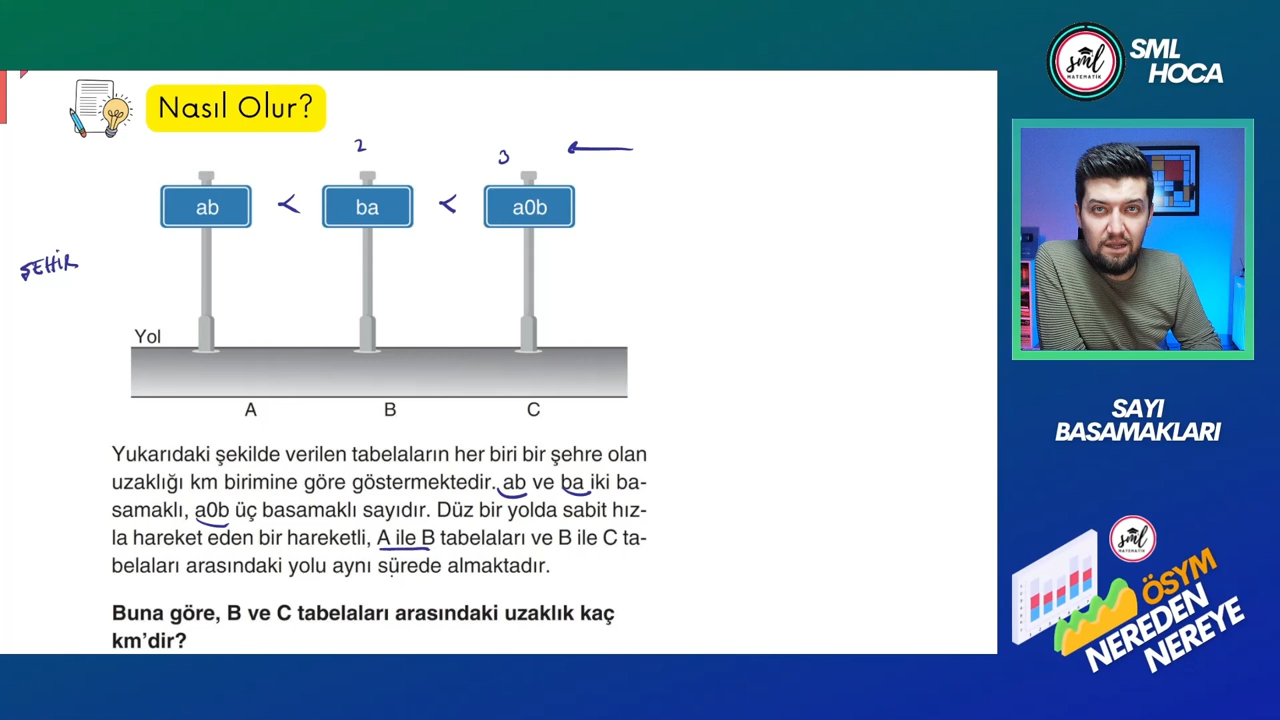 SML
HOCA
sml
MATEMATİK
Nasıl Olur?
2
3
ab < ba < a0b
ŞEHİR
Yol
A B C
Yukarıdaki şekilde verilen tabelaların her biri bir şehre olan
uzaklığı km birimine göre göstermektedir. ab ve ba iki ba-
samaklı, a0b üç basamaklı sayıdır. Düz bir yolda sabit hız-
la hareket eden bir hareketli, A ile B tabelaları ve B ile C ta-
belaları arasındaki yolu aynı sürede almaktadır.
Buna göre, B ve C tabelaları arasındaki uzaklık kaç
km'dir?
SAYI
BASAMAKLARI
sml
MATEMATİK
ÖSYM
NEREDEN
NEREYE